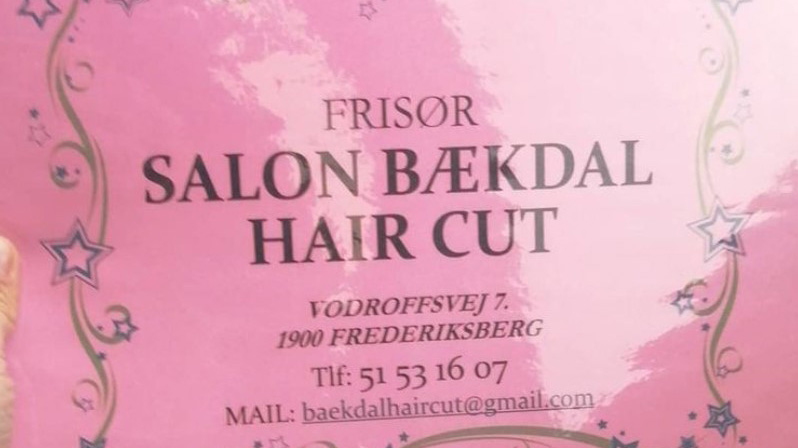 FRISØR
SALON BÆKDAL
HAIR CUT
VODROFFSVEJ 7.
1900 FREDERIKSBERG
Tlf: 51 53 16 07
MAIL: baekdalhaircut@gmail.com